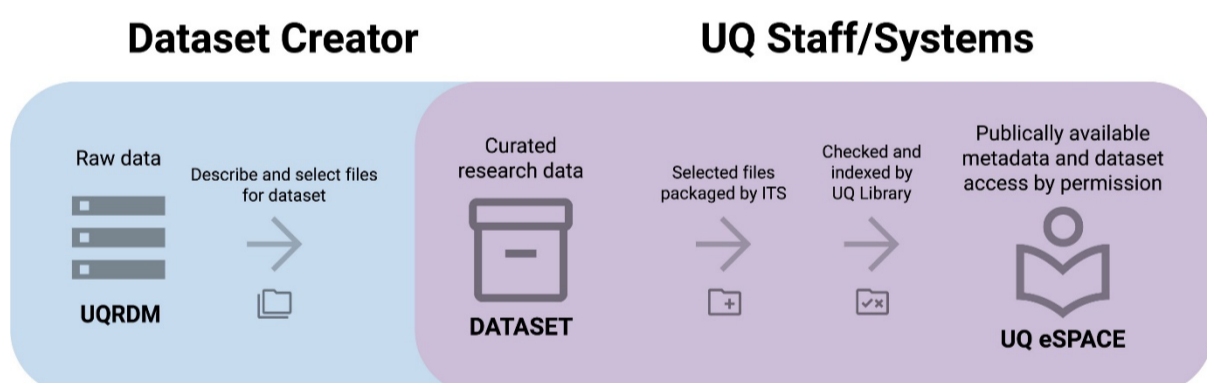 Dataset Creator
UQ Staff/Systems
Raw data
UQRDM
Describe and select files
for dataset
Curated
research data
DATASET
Selected files
packaged by ITS
Checked and
indexed by
UQ Library
Publically available
metadata and dataset
access by permission
UQ eSPACE